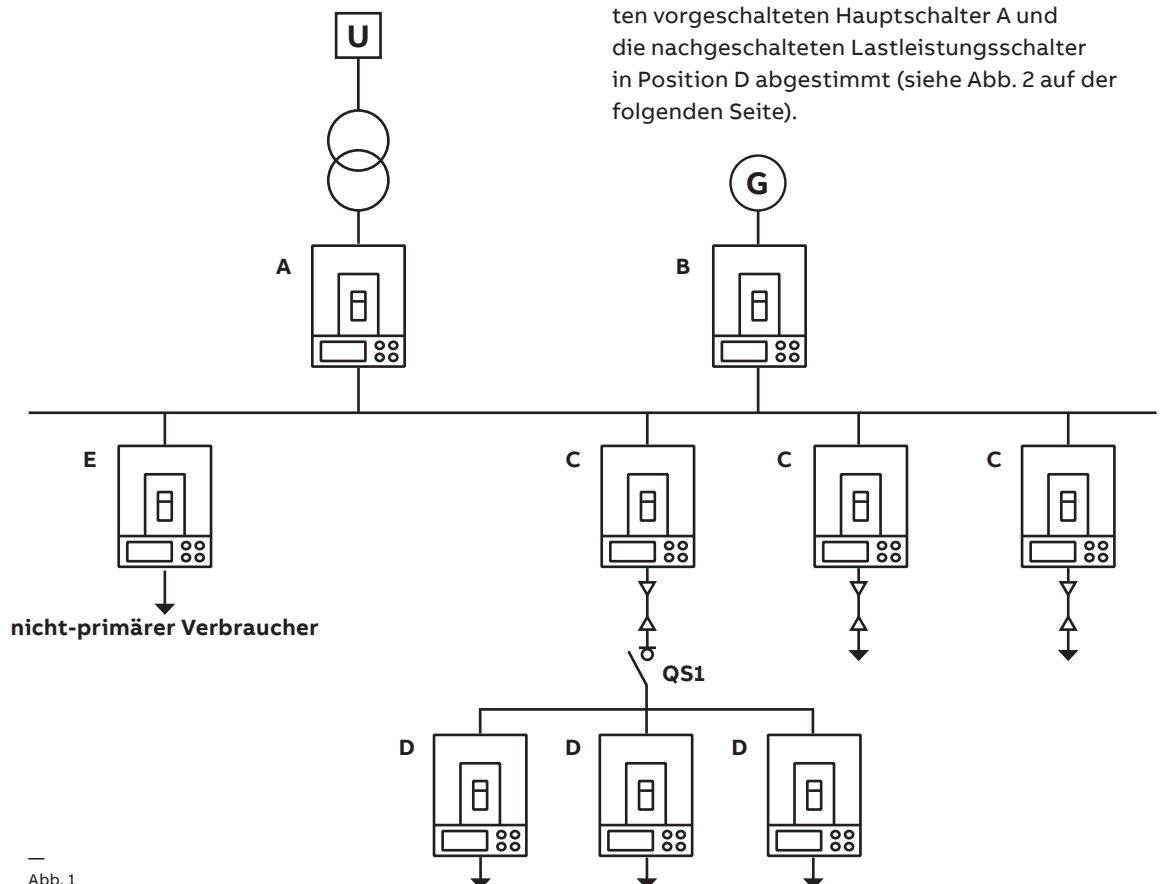 ten vorgeschalteten Hauptschalter A und
die nachgeschalteten Lastleistungsschalter
in Position D abgestimmt (siehe Abb. 2 auf der
folgenden Seite).
U
G
A
B
E
C
C
C
nicht-primärer Verbraucher
QS1
D
D
D
—
Abb. 1